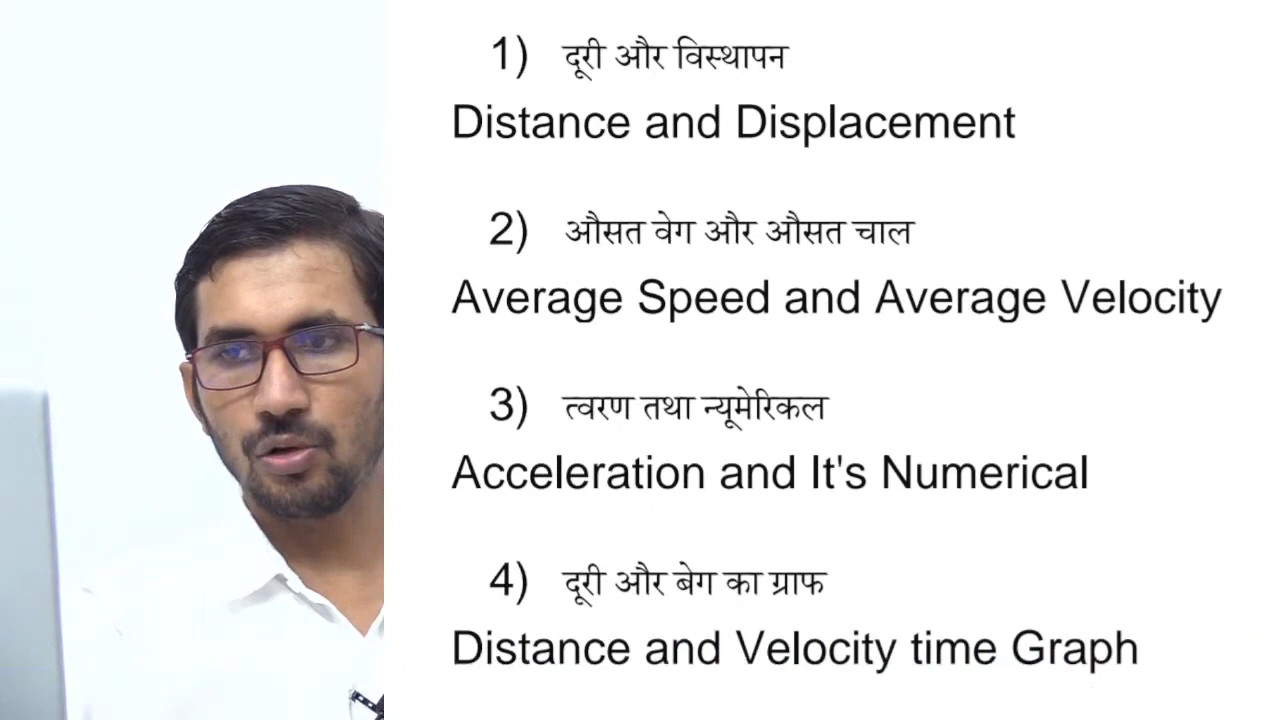 1) दूरी और विस्थापन
Distance and Displacement
2) औसत वेग और औसत चाल
Average Speed and Average Velocity
3) त्वरण तथा न्यूमेरिकल
Acceleration and It's Numerical
4) दूरी और बेग का ग्राफ
Distance and Velocity time Graph